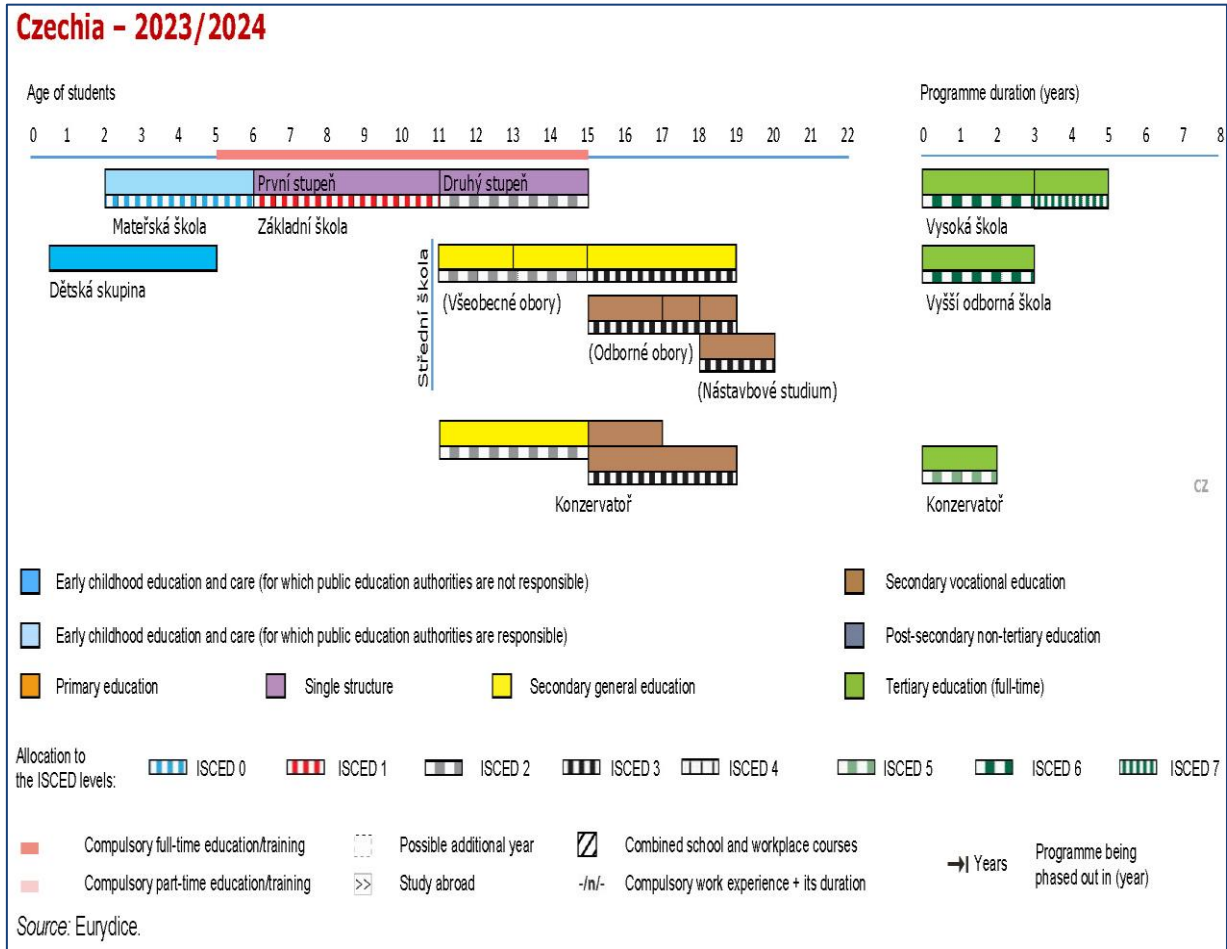 Czechia – 2023/2024
Age of students
Programme duration (years)
0 1 2 3 4 5 6 7 8 9 10 11 12 13 14 15 16 17 18 19 20 22
0 1 2 3 4 5 6 7 8
První stupeň
Druhý stupeň
Mateřská škola
Základní škola
Vysoká škola
Dětská skupina
Střední škola
(Všeobecné obory)
Vyšší odborná škola
(Odborné obory)
(Nástavbové studium)
Konzervatoř
Konzervatoř
CZ
Early childhood education and care (for which public education authorities are not responsible)
Secondary vocational education
Early childhood education and care (for which public education authorities are responsible)
Post-secondary non-tertiary education
Primary education
Single structure
Secondary general education
Tertiary education (full-time)
Allocation to
the ISCED levels:
ISCED 0
ISCED 1
ISCED 2
ISCED 3
ISCED 4
ISCED 5
ISCED 6
ISCED 7
Compulsory full-time education/training
Possible additional year
Combined school and workplace courses
Years
Programme being
phased out in (year)
Compulsory part-time education/training
>> Study abroad
-/n/- Compulsory work experience + its duration
Source: Eurydice.